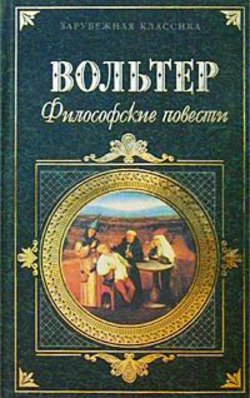 ЗАРУБЕЖНАЯ КЛАССИКА
ВОЛЬТЕР
Философские повести